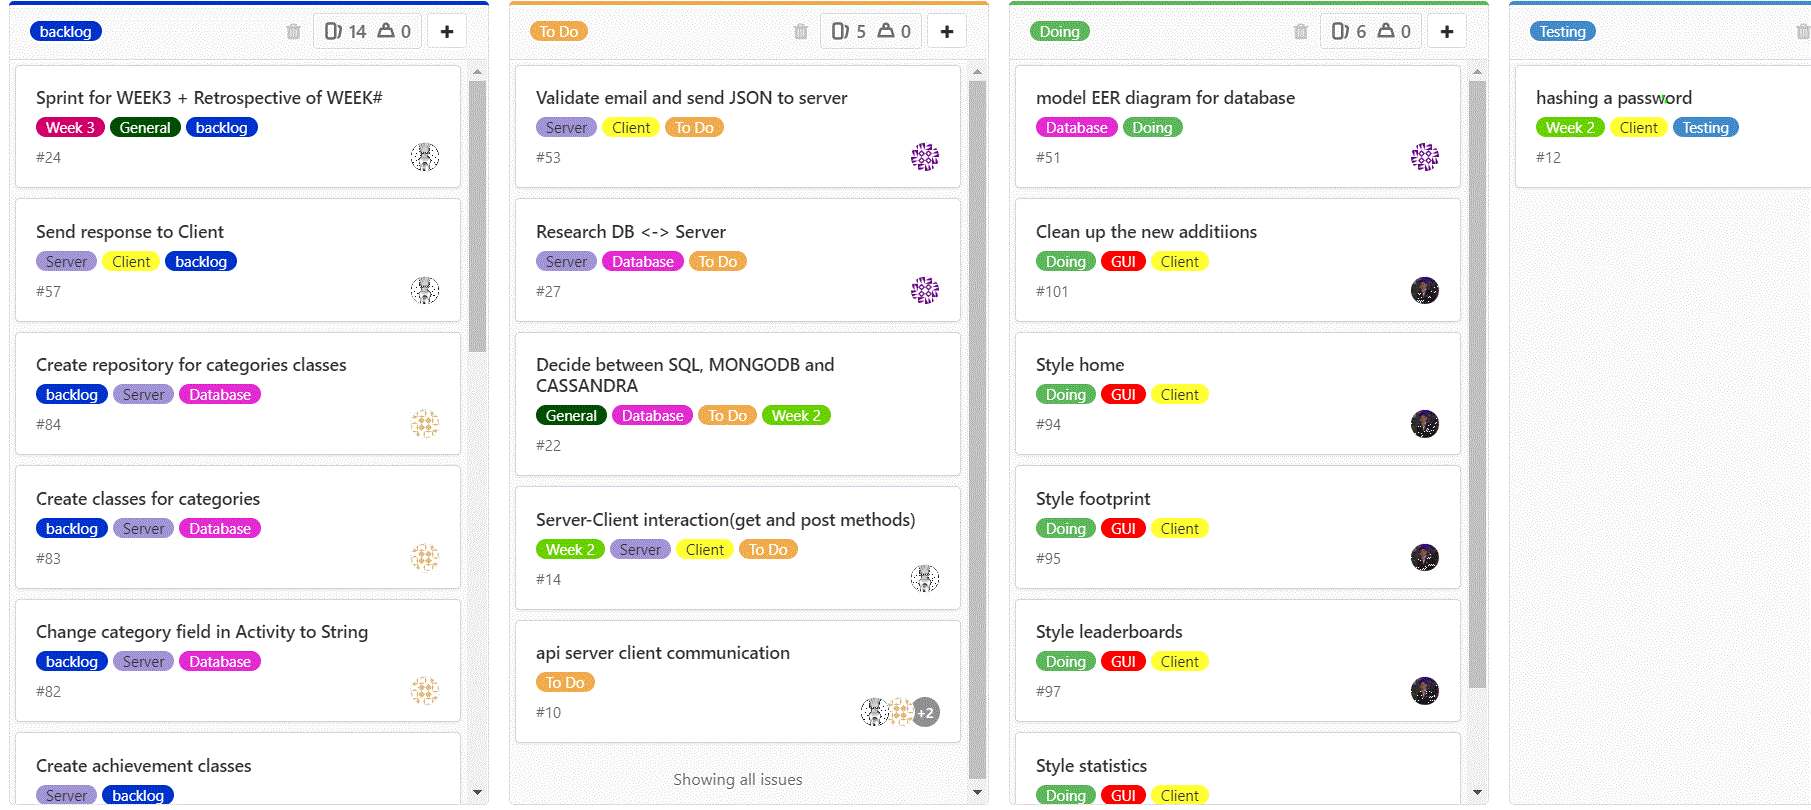 backlog
14 0
Sprint for WEEK3 + Retrospective of WEEK#
Week 3 General backlog
#24
Send response to Client
Server Client backlog
#57
Create repository for categories classes
backlog Server Database
#84
Create classes for categories
backlog Server Database
#83
Change category field in Activity to String
backlog Server Database
#82
Create achievement classes
Server backlog
To Do
5 0
Validate email and send JSON to server
Server Client To Do
#53
Research DB <-> Server
Server Database To Do
#27
Decide between SQL, MONGODB and
CASSANDRA
General Database To Do Week 2
#22
Server-Client interaction(get and post methods)
Week 2 Server Client To Do
#14
api server client communication
To Do
#10
+2
Showing all issues
Doing
6 0
model EER diagram for database
Database Doing
#51
Clean up the new additiions
Doing GUI Client
#101
Style home
Doing GUI Client
#94
Style footprint
Doing GUI Client
#95
Style leaderboards
Doing GUI Client
#97
Style statistics
Doing GUI Client
Testing
hashing a password
Week 2 Client Testing
#12